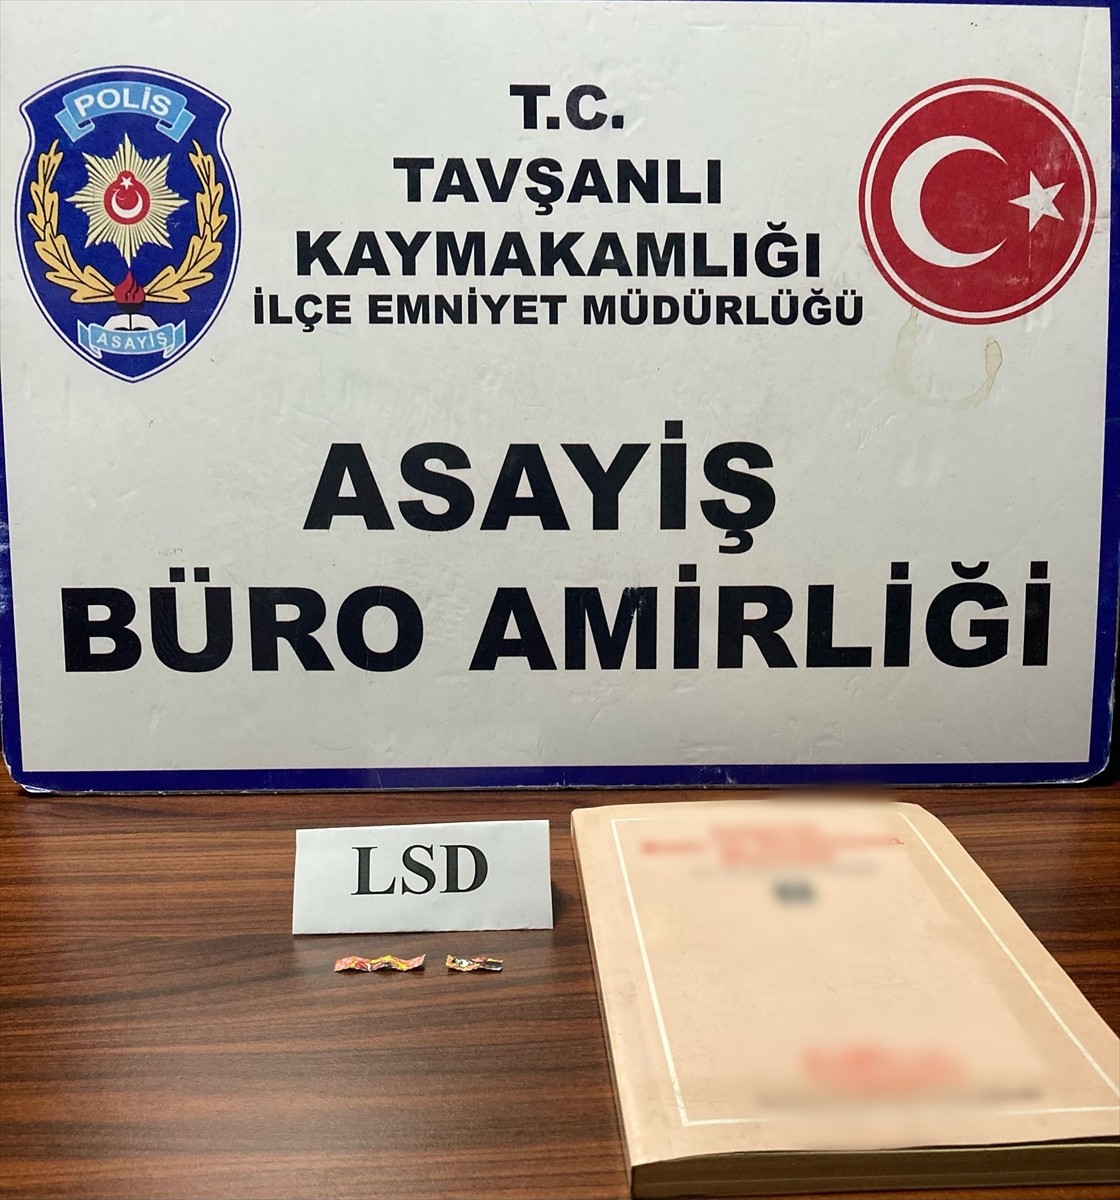 POLİS
ASAYİŞ
T.C.
TAVŞANLI
KAYMAKAMLIĞI
İLÇE EMNİYET MÜDÜRLÜĞÜ
ASAYİŞ
BÜRO AMİRLİĞİ
LSD